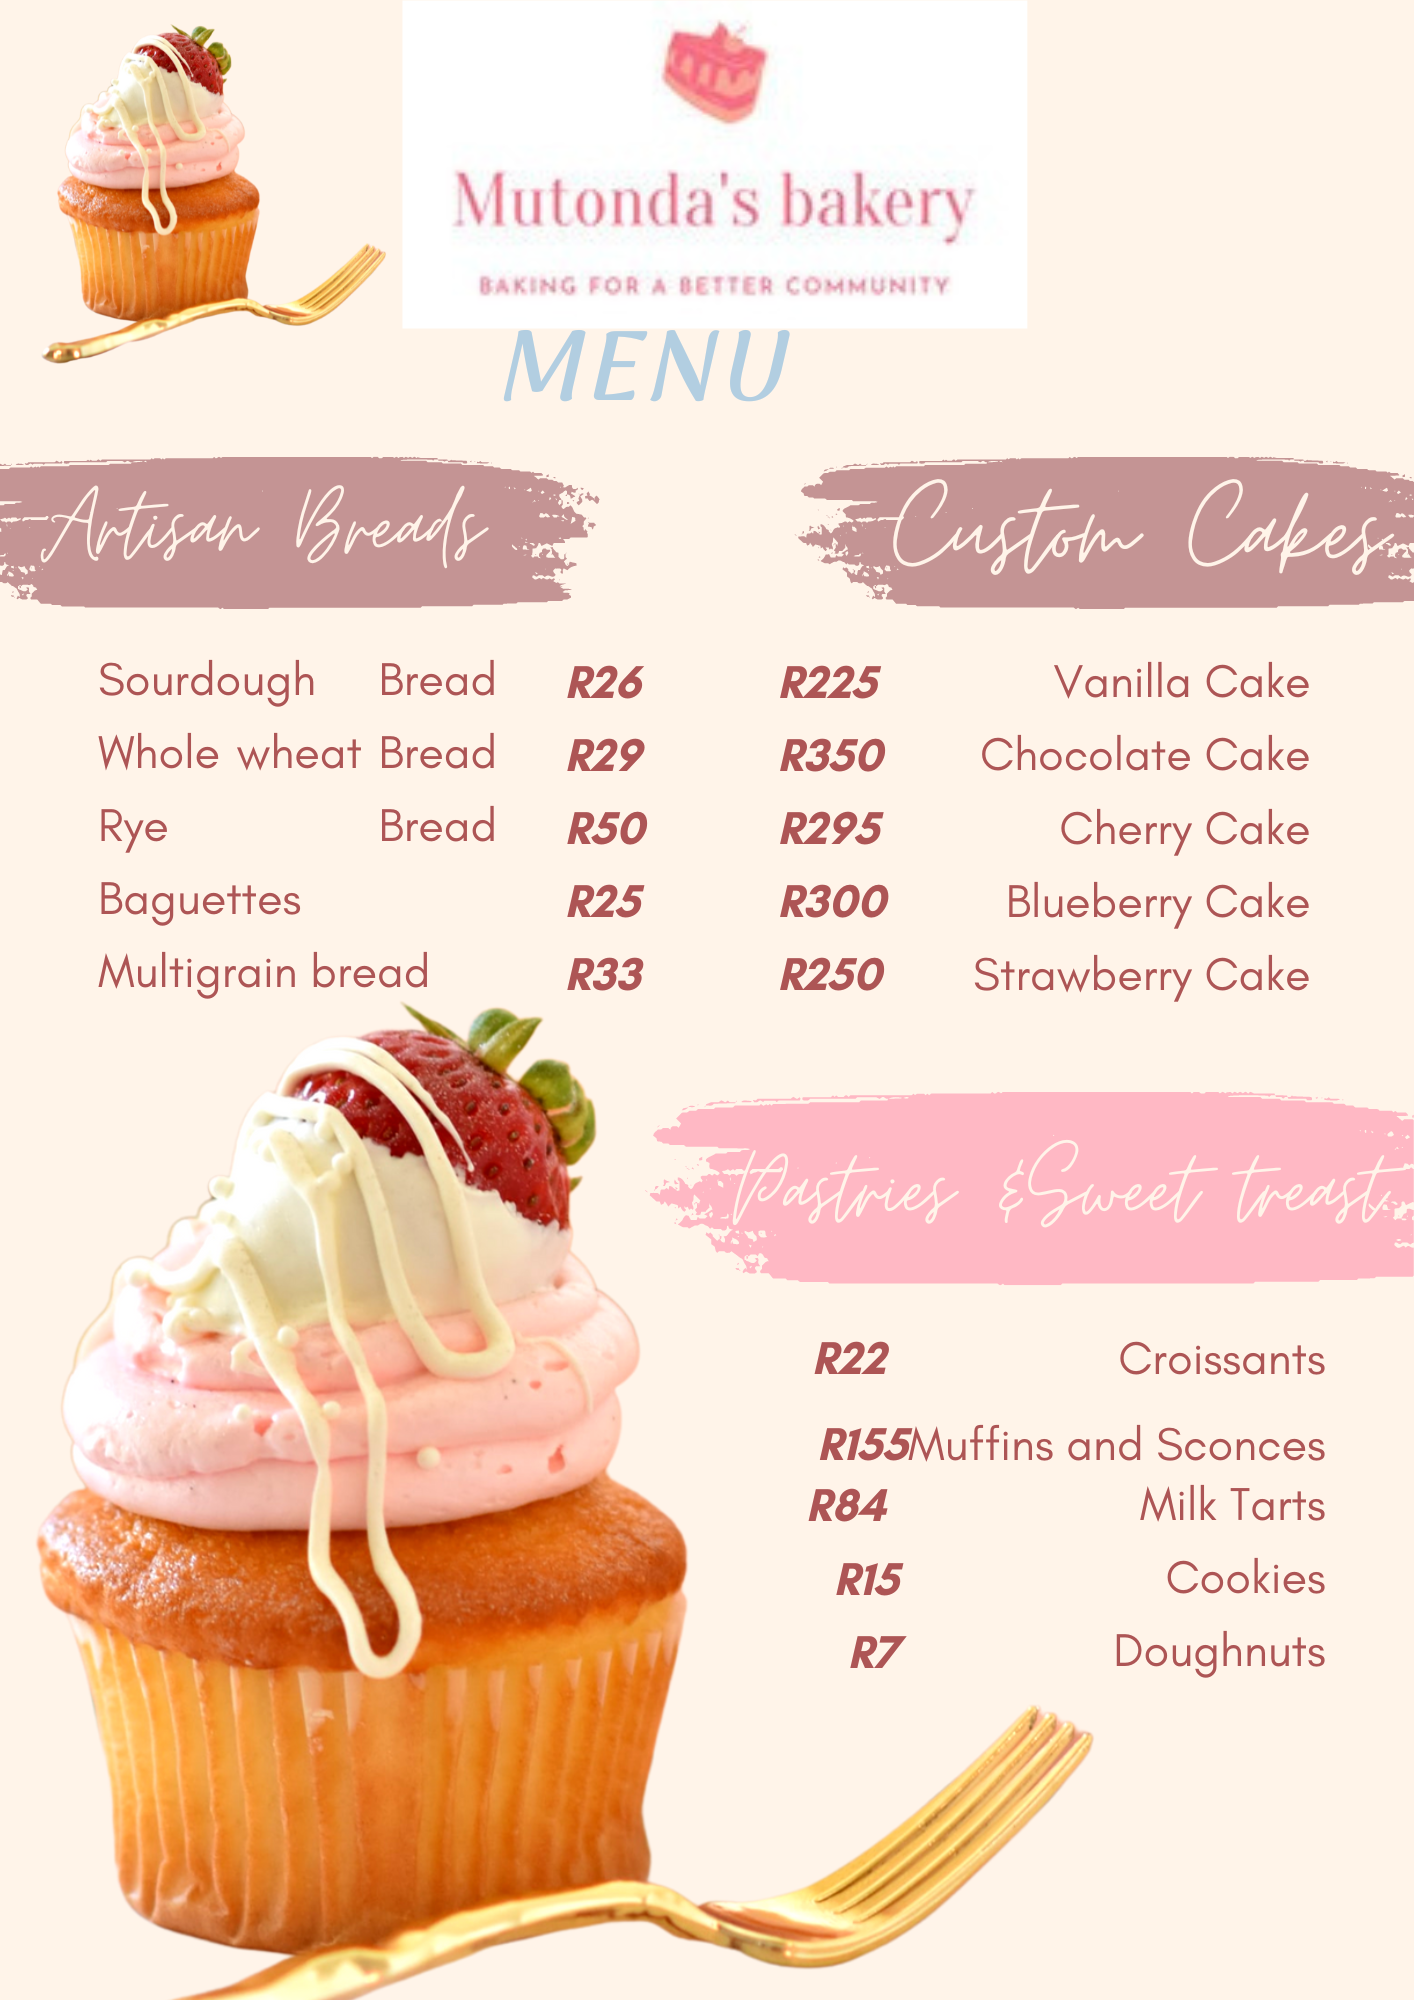 Mutonda's bakery
BAKING FOR A BETTER COMMUNITY
MENU
Artisan Breads
Sourdough Bread R26
Whole wheat Bread R29
Rye Bread R50
Baguettes R25
Multigrain bread R33
Custom Cakes
R225 Vanilla Cake
R350 Chocolate Cake
R295 Cherry Cake
R300 Blueberry Cake
R250 Strawberry Cake
Pastries &Sweet treast
R22 Croissants
R155 Muffins and Sconces
R84 Milk Tarts
R15 Cookies
R7 Doughnuts